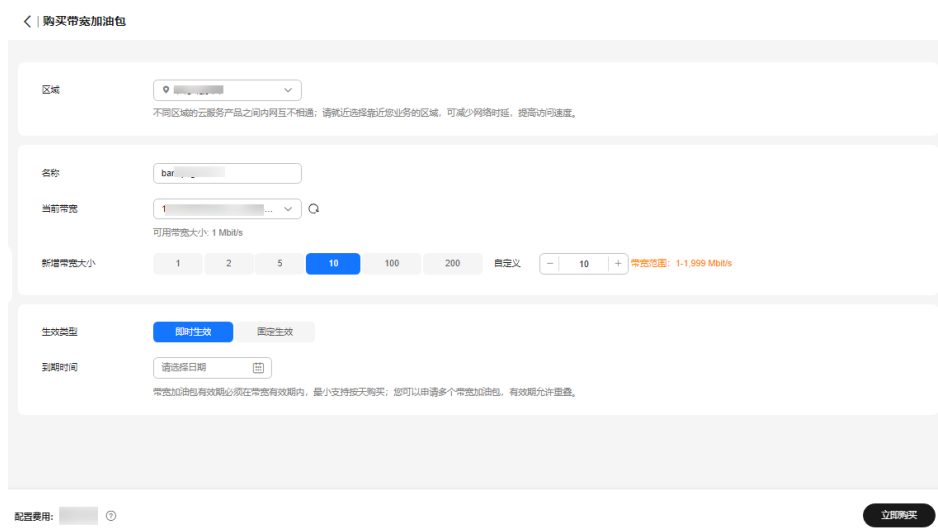 购买带宽加油包
区域
不同区域的云服务产品之间内网互不相通；请就近选择靠近您业务的区域，可减少网络时延，提高访问速度。
名称
当前带宽
可用带宽大小: 1 Mbit/s
新增带宽大小 1 2 5 10 100 200 自定义 − 10 + 带宽范围：1-1,999 Mbit/s
生效类型 即时生效 固定生效
到期时间 请选择日期
带宽加油包有效期必须在带宽有效期内，最小支持按天购买；您可以申请多个带宽加油包，有效期允许重叠。
配置费用: 立即购买